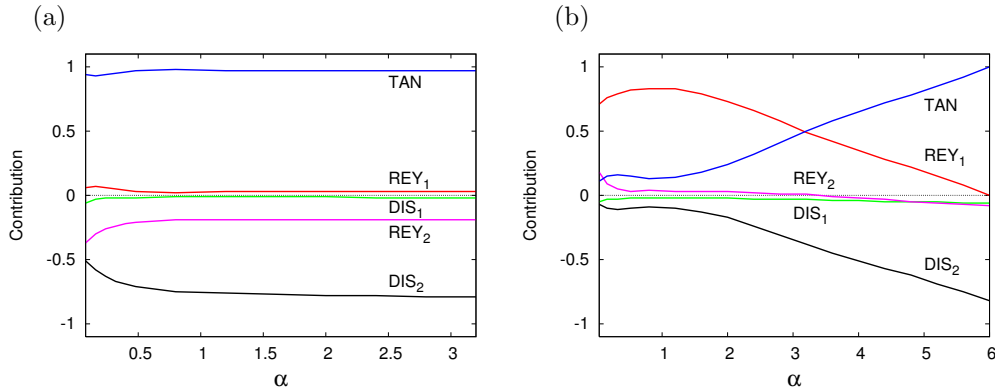 (a)
1
0.5
0
-0.5
-1
Contribution
TAN
REY1
DIS1
REY2
DIS2
0.5 1 1.5 2 2.5 3
α
(b)
1
0.5
0
-0.5
-1
Contribution
TAN
REY1
REY2
DIS1
DIS2
0 1 2 3 4 5 6
α